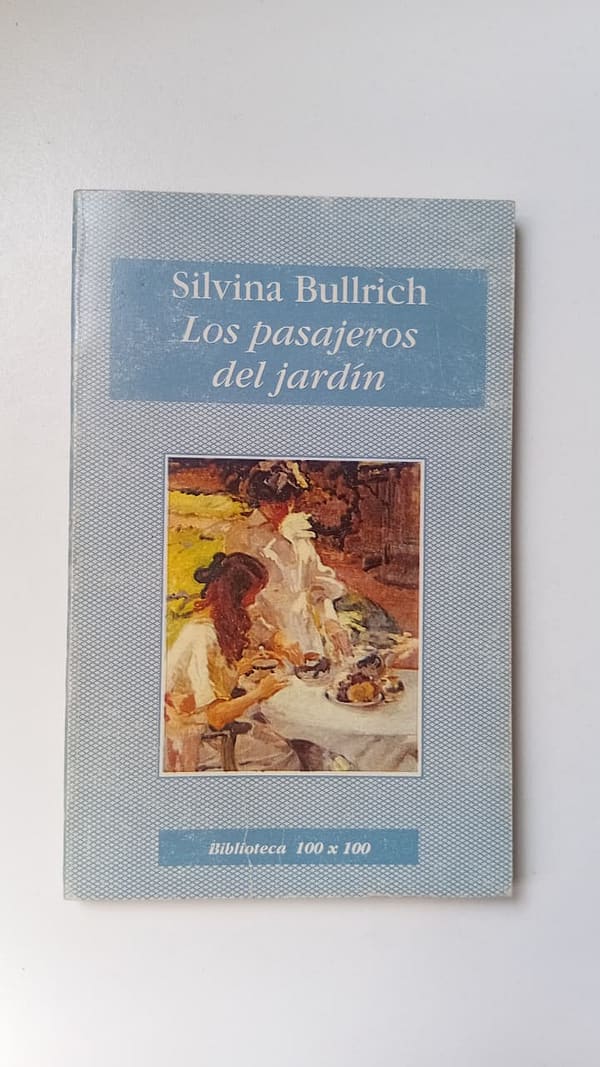 Silvina Bullrich
Los pasajeros
del jardín
Biblioteca 100 x 100